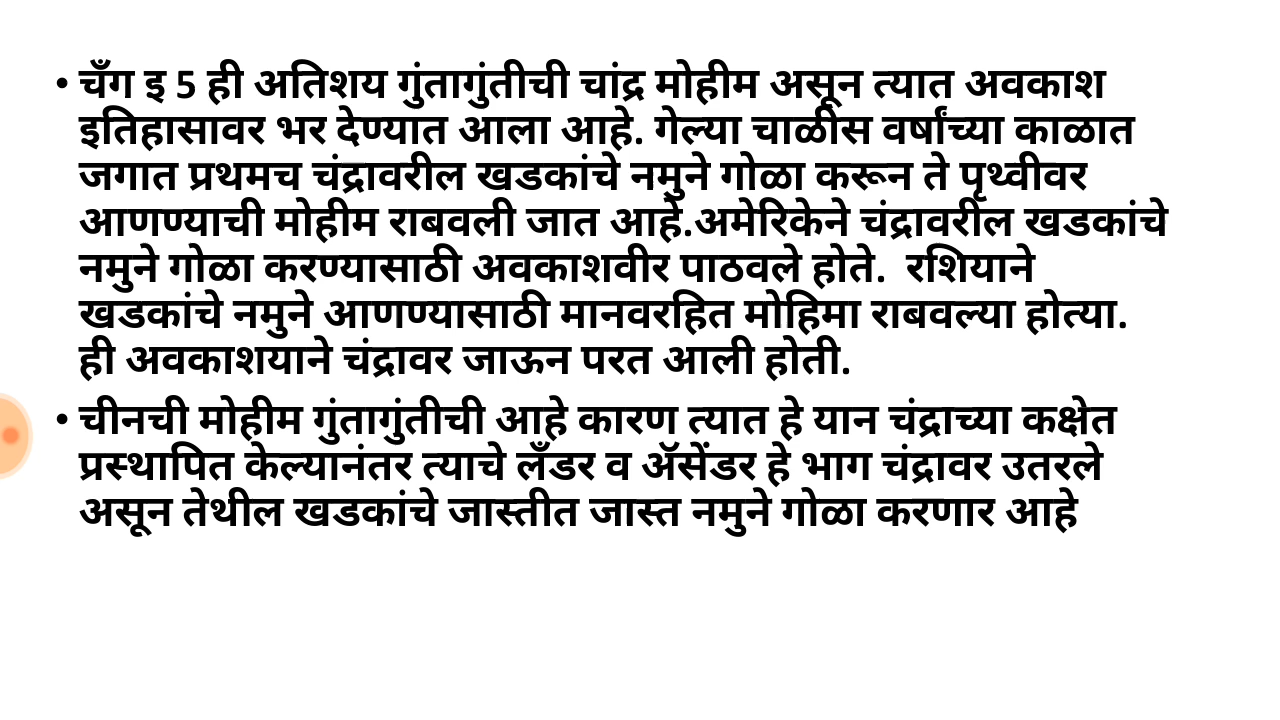 • चँग इ 5 ही अतिशय गुंतागुंतीची चांद्र मोहीम असून त्यात अवकाश
इतिहासावर भर देण्यात आला आहे. गेल्या चाळीस वर्षांच्या काळात
जगात प्रथमच चंद्रावरील खडकांचे नमुने गोळा करून ते पृथ्वीवर
आणण्याची मोहीम राबवली जात आहे.अमेरिकेने चंद्रावरील खडकांचे
नमुने गोळा करण्यासाठी अवकाशवीर पाठवले होते.  रशियाने
खडकांचे नमुने आणण्यासाठी मानवरहित मोहिमा राबवल्या होत्या.
ही अवकाशयाने चंद्रावर जाऊन परत आली होती.
• चीनची मोहीम गुंतागुंतीची आहे कारण त्यात हे यान चंद्राच्या कक्षेत
प्रस्थापित केल्यानंतर त्याचे लँडर व ॲसेंडर हे भाग चंद्रावर उतरले
असून तेथील खडकांचे जास्तीत जास्त नमुने गोळा करणार आहे